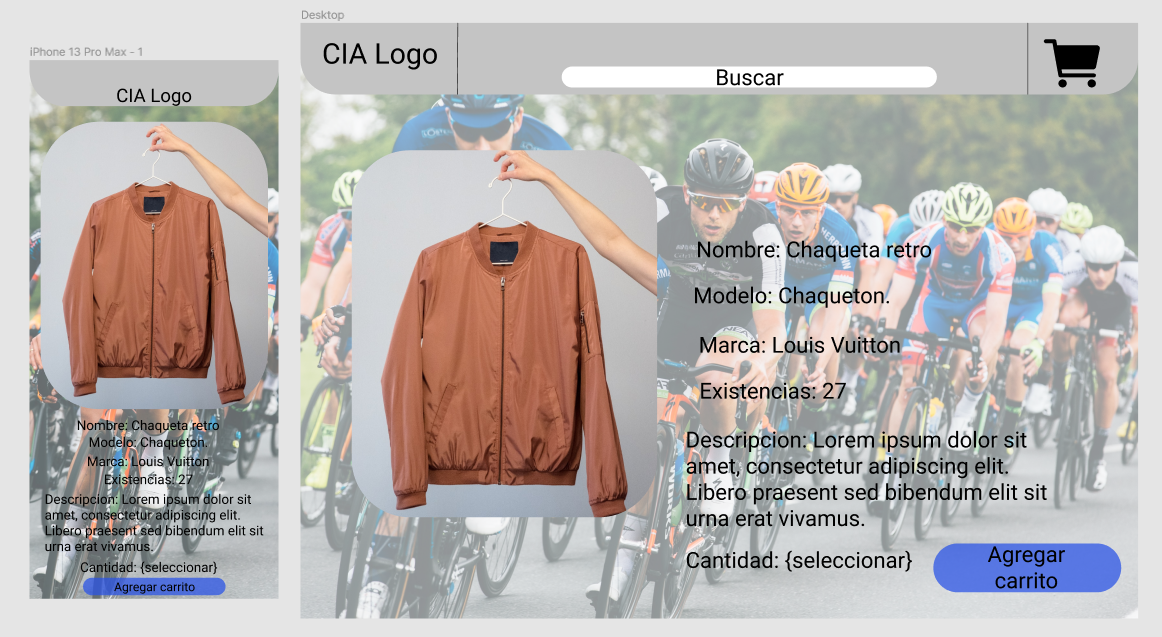 iPhone 13 Pro Max - 1
CIA Logo
Nombre: Chaqueta retro
Modelo: Chaqueton.
Marca: Louis Vuitton
Existencias: 27
Descripcion: Lorem ipsum dolor sit
amet, consectetur adipiscing elit.
Libero praesent sed bibendum elit sit
urna erat vivamus.
Cantidad: {seleccionar}
Agregar carrito
Desktop
CIA Logo
Buscar
Nombre: Chaqueta retro
Modelo: Chaqueton.
Marca: Louis Vuitton
Existencias: 27
Descripcion: Lorem ipsum dolor sit
amet, consectetur adipiscing elit.
Libero praesent sed bibendum elit sit
urna erat vivamus.
Cantidad: {seleccionar}
Agregar
carrito